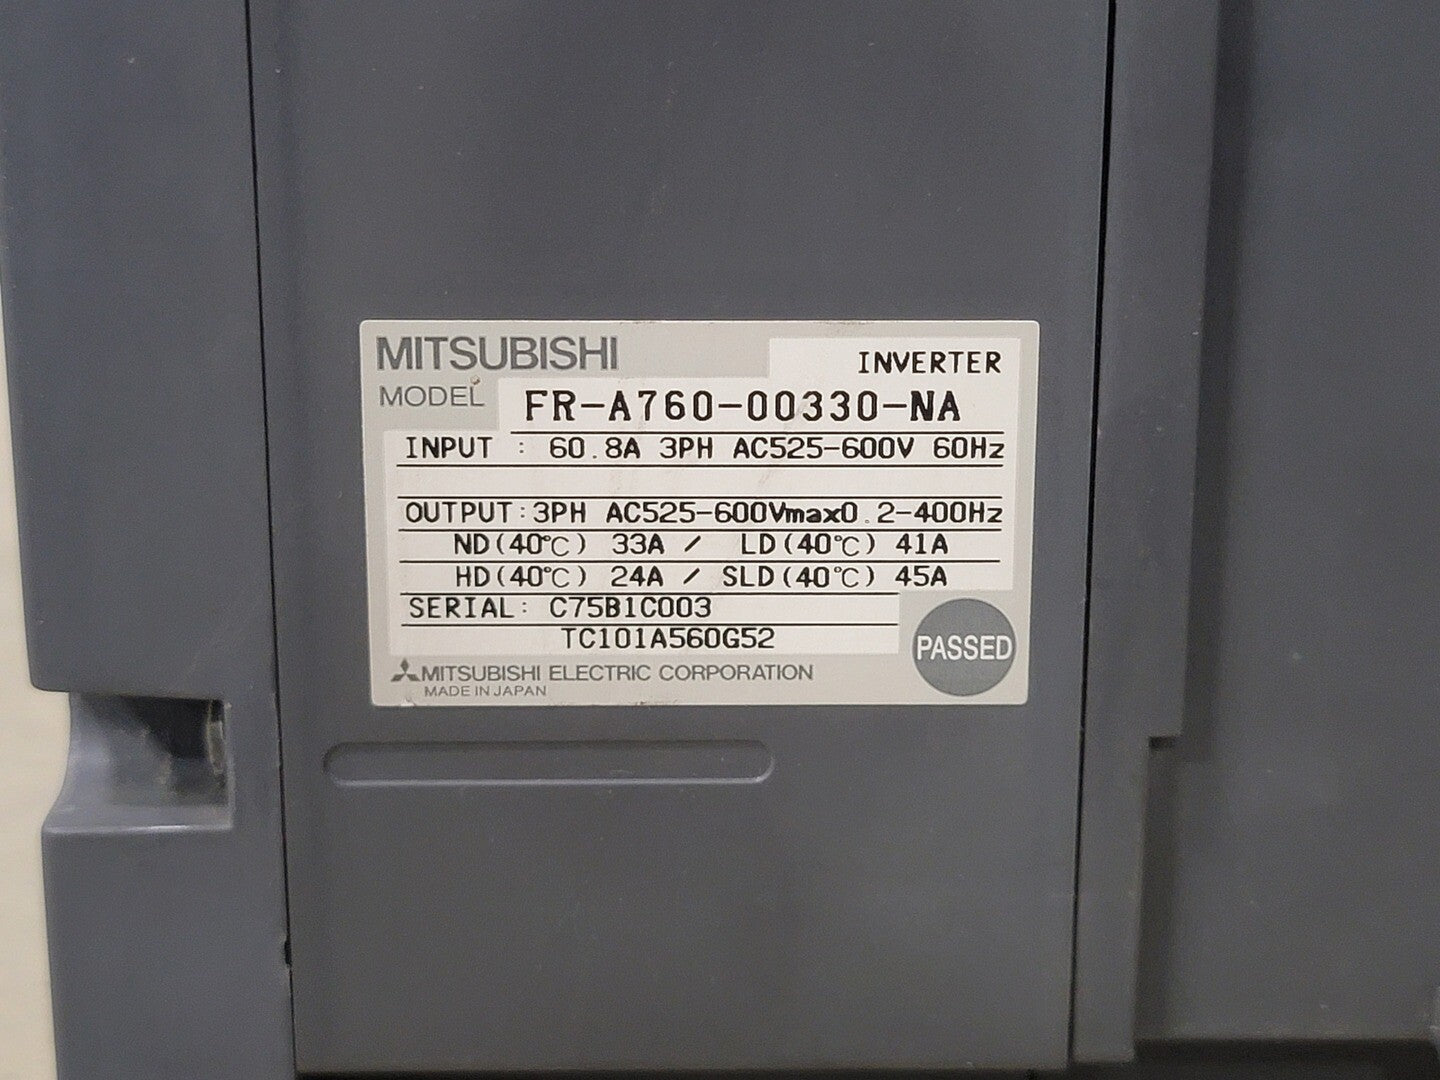 MITSUBISHI INVERTER
MODEL FR-A760-00330-NA
INPUT : 60.8A 3PH AC525-600V 60Hz
OUTPUT:3PH AC525-600Vmax0.2-400Hz
ND(40℃) 33A / LD(40℃) 41A
HD(40℃) 24A / SLD(40℃) 45A
SERIAL: C75B1C003
TC101A560G52
PASSED
MITSUBISHI ELECTRIC CORPORATION
MADE IN JAPAN